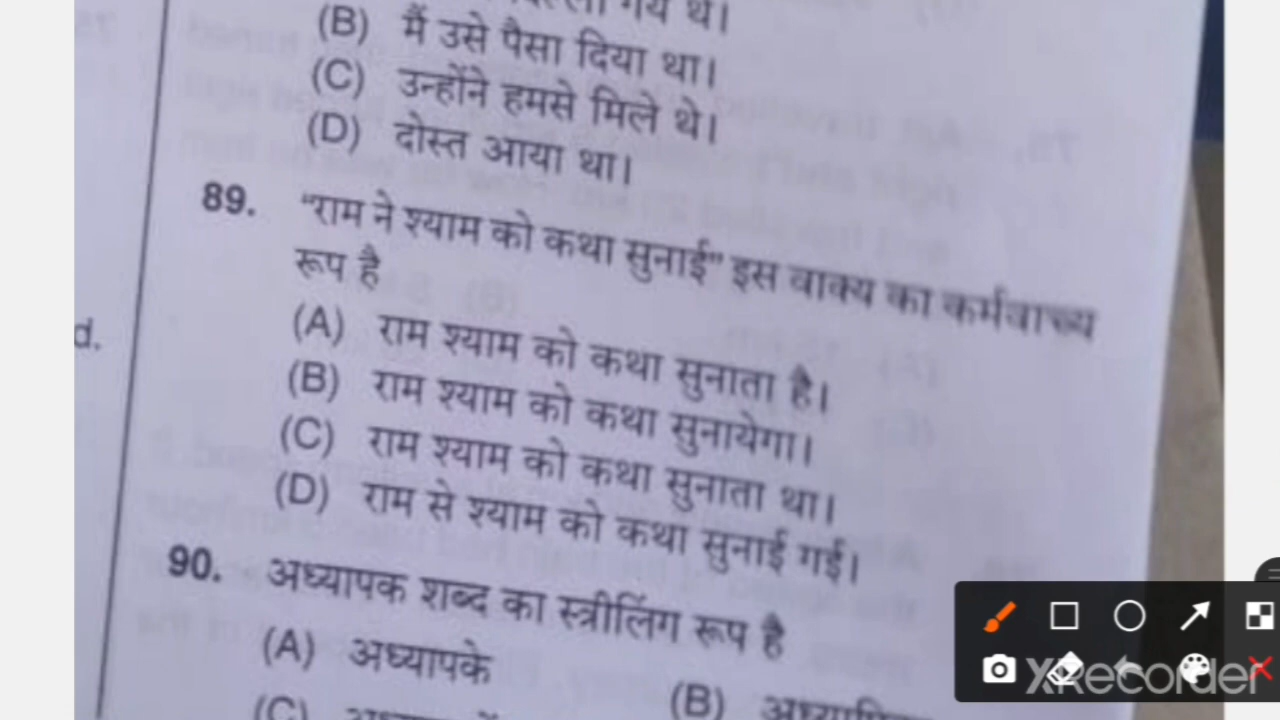 गये थे।
(B) मैं उसे पैसा दिया था।
(C) उन्होंने हमसे मिले थे।
(D) दोस्त आया था।
89. "राम ने श्याम को कथा सुनाई" इस वाक्य का कर्मवाच्य
रूप है
(A) राम श्याम को कथा सुनाता है।
(B) राम श्याम को कथा सुनायेगा।
(C) राम श्याम को कथा सुनाता था।
(D) राम से श्याम को कथा सुनाई गई।
d.
90. अध्यापक शब्द का स्त्रीलिंग रूप है
(A) अध्यापके
(B)
(C)
XRecorder